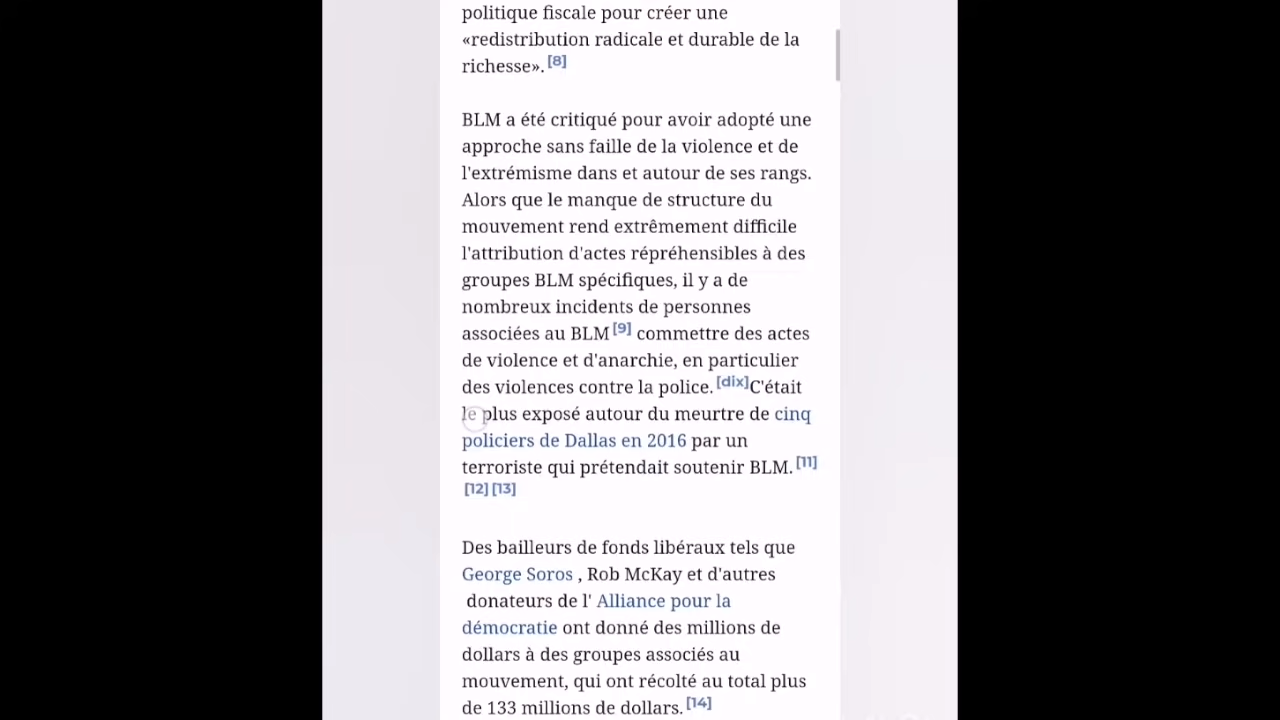 politique fiscale pour créer une
«redistribution radicale et durable de la
richesse».[8]
BLM a été critiqué pour avoir adopté une
approche sans faille de la violence et de
l'extrémisme dans et autour de ses rangs.
Alors que le manque de structure du
mouvement rend extrêmement difficile
l'attribution d'actes répréhensibles à des
groupes BLM spécifiques, il y a de
nombreux incidents de personnes
associées au BLM[9] commettre des actes
de violence et d'anarchie, en particulier
des violences contre la police.[dix]C'était
le plus exposé autour du meurtre de cinq
policiers de Dallas en 2016 par un
terroriste qui prétendait soutenir BLM.[11]
[12][13]
Des bailleurs de fonds libéraux tels que
George Soros , Rob McKay et d'autres
donateurs de l' Alliance pour la
démocratie ont donné des millions de
dollars à des groupes associés au
mouvement, qui ont récolté au total plus
de 133 millions de dollars.[14]